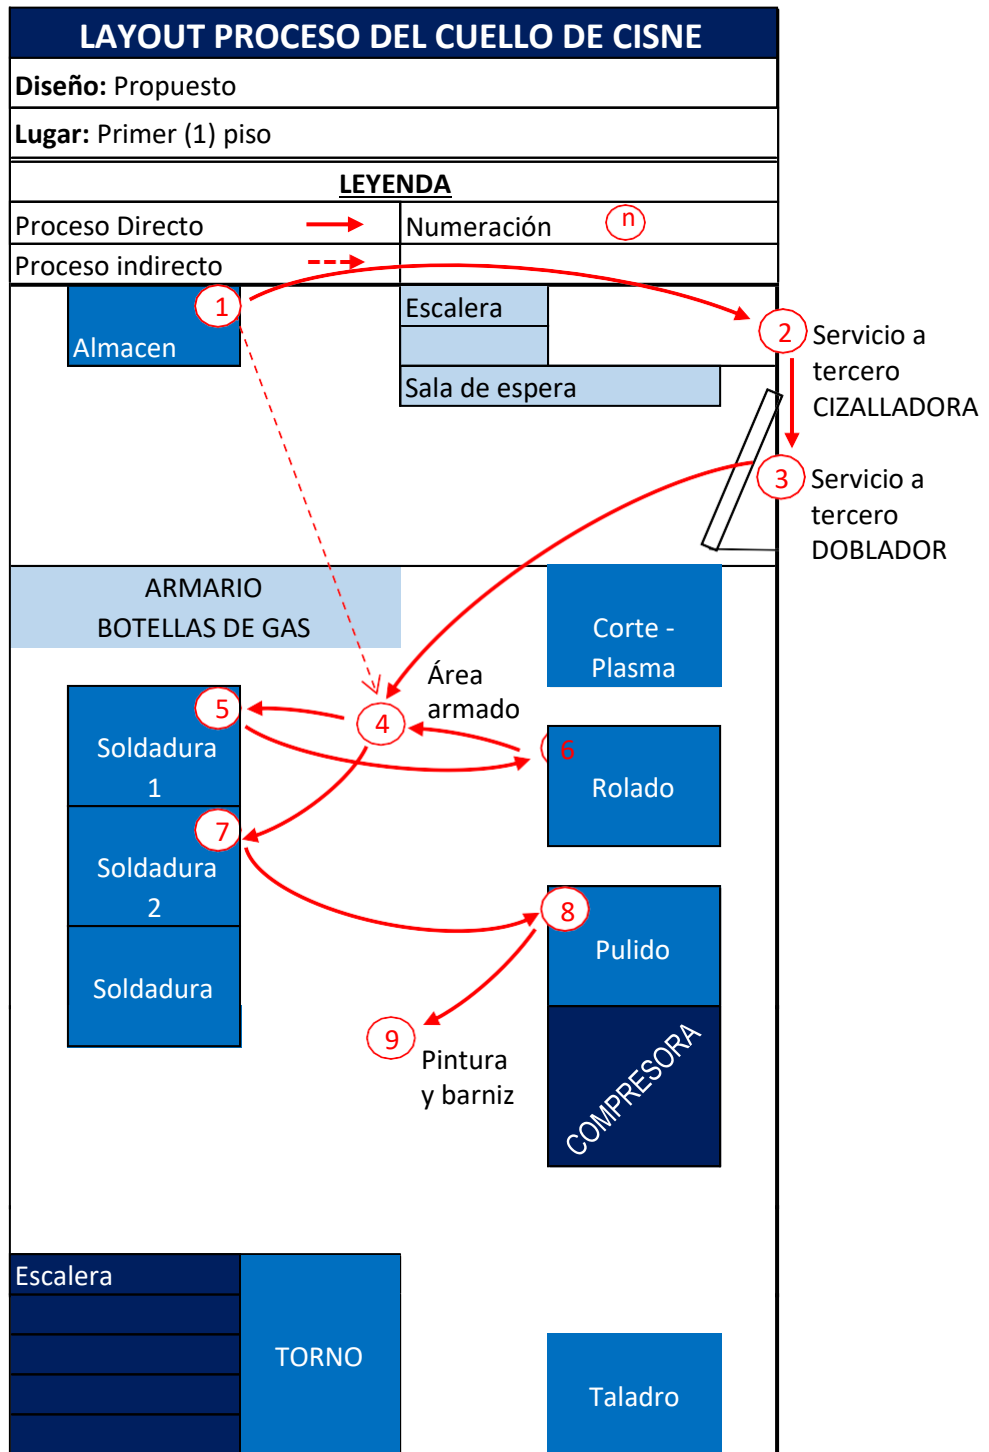 LAYOUT PROCESO DEL CUELLO DE CISNE
Diseño: Propuesto
Lugar: Primer (1) piso
LEYENDA
Proceso Directo
Numeración
n
Proceso indirecto
1
Almacen
Escalera
2
Servicio a
tercero
CIZALLADORA
Sala de espera
3
Servicio a
tercero
DOBLADOR
ARMARIO
BOTELLAS DE GAS
Corte -
Plasma
Área
armado
4
5
Soldadura
1
6
Rolado
7
Soldadura
2
8
Pulido
Soldadura
9
Pintura
y barniz
COMPRESORA
Escalera
TORNO
Taladro